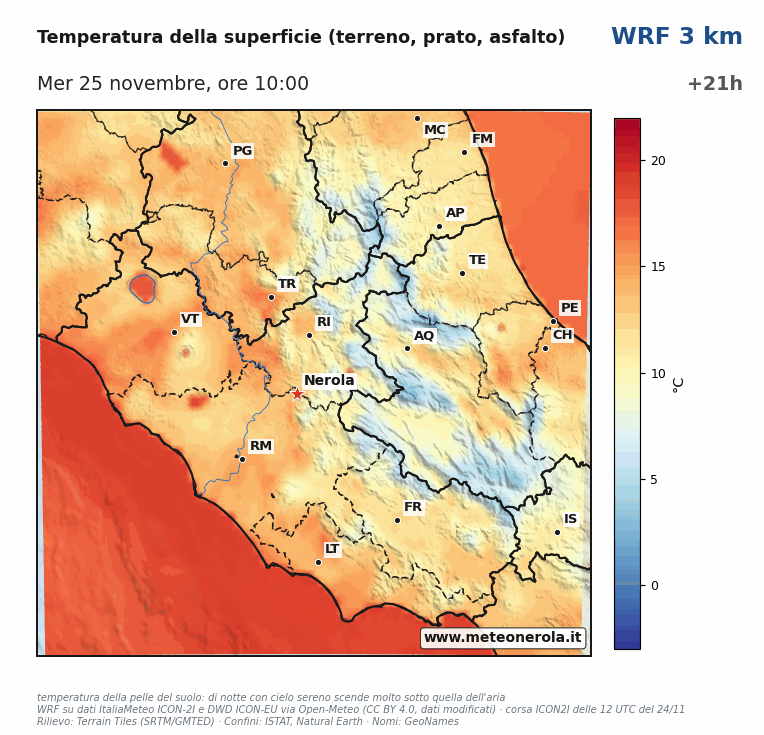 Temperatura della superficie (terreno, prato, asfalto)
WRF 3 km
Mer 25 novembre, ore 10:00
+21h
MC
FM
PG
AP
TE
TR
PE
VT
RI
AQ
CH
Nerola
RM
FR
IS
LT
www.meteonerola.it
20
15
10
5
0
°C
temperatura della pelle del suolo: di notte con cielo sereno scende molto sotto quella dell'aria
WRF su dati ItaliaMeteo ICON-2I e DWD ICON-EU via Open-Meteo (CC BY 4.0, dati modificati) · corsa ICON2I delle 12 UTC del 24/11
Rilievo: Terrain Tiles (SRTM/GMTED) · Confini: ISTAT, Natural Earth · Nomi: GeoNames